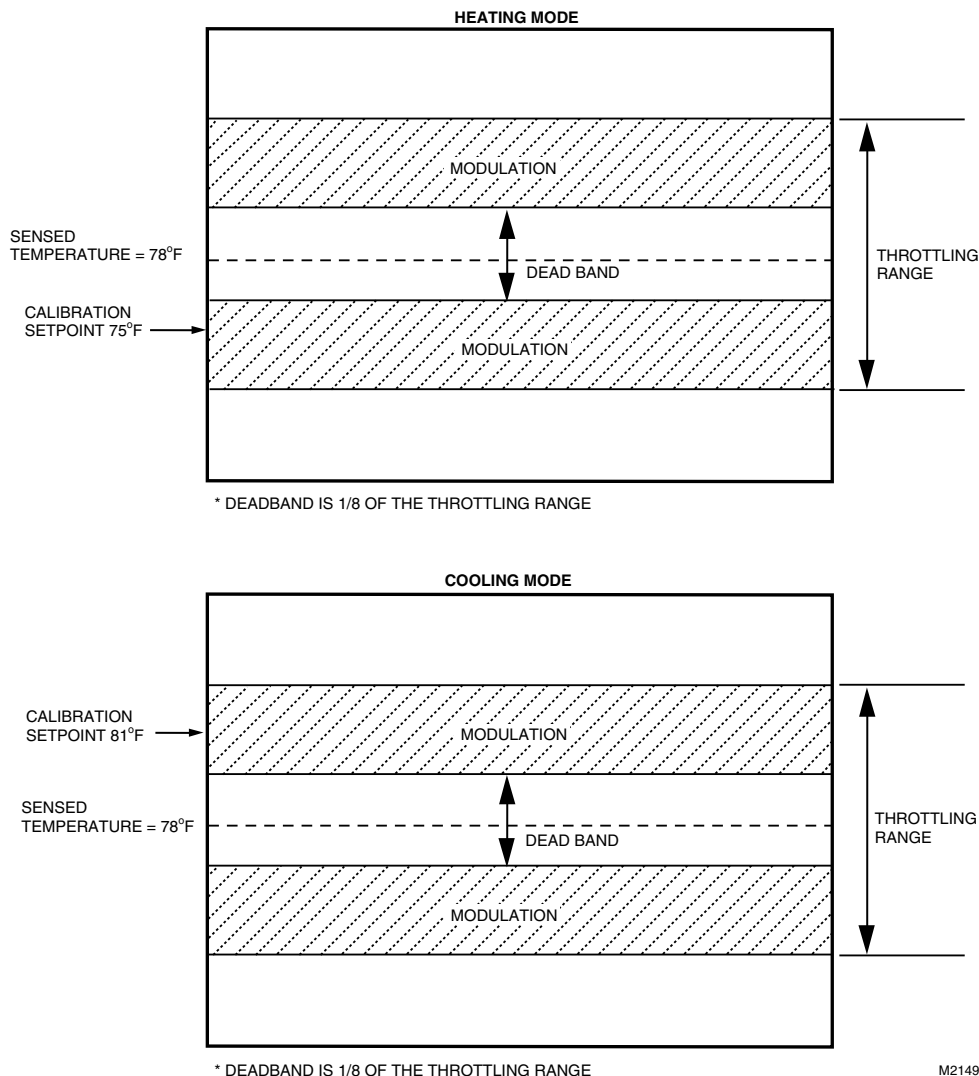 HEATING MODE
MODULATION
SENSED
TEMPERATURE = 78°F
DEAD BAND
THROTTLING
RANGE
CALIBRATION
SETPOINT 75°F
MODULATION
* DEADBAND IS 1/8 OF THE THROTTLING RANGE
COOLING MODE
CALIBRATION
SETPOINT 81°F
MODULATION
SENSED
TEMPERATURE = 78°F
DEAD BAND
THROTTLING
RANGE
MODULATION
* DEADBAND IS 1/8 OF THE THROTTLING RANGE
M2149